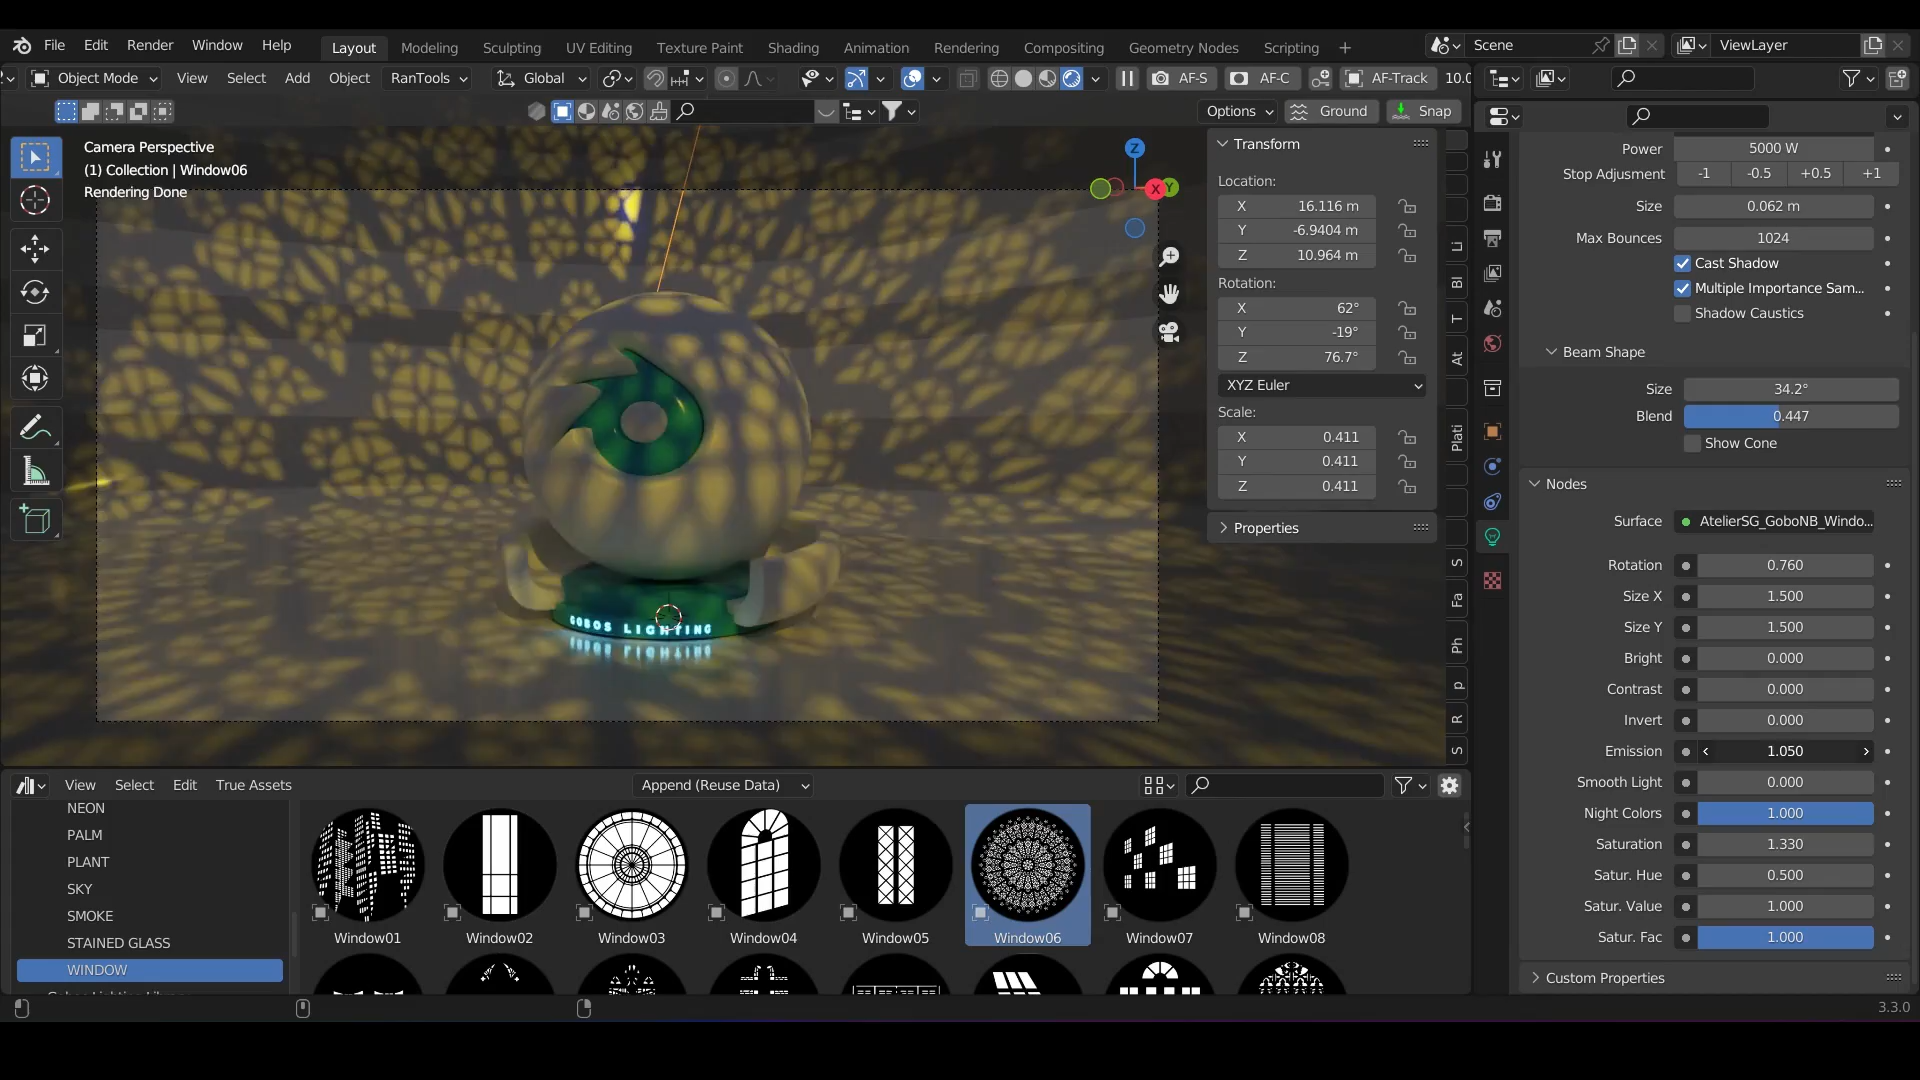 File Edit Render Window Help Layout Modeling Sculpting UV Editing Texture Paint Shading Animation Rendering Compositing Geometry Nodes Scripting + Scene ViewLayer
Object Mode View Select Add Object RanTools Global AF-S AF-C AF-Track 10.0
Options Ground Snap
Camera Perspective
(1) Collection | Window06
Rendering Done
Z
X
Y
GOBOS LIGHTING
Transform
Location:
X 16.116 m
Y -6.9404 m
Z 10.964 m
Rotation:
X 62°
Y -19°
Z 76.7°
XYZ Euler
Scale:
X 0.411
Y 0.411
Z 0.411
Properties
Li
Bl
T
At
Plati
S
Fa
Ph
p
R
S
Power 5000 W
Stop Adjusment -1 -0.5 +0.5 +1
Size 0.062 m
Max Bounces 1024
Cast Shadow
Multiple Importance Sam...
Shadow Caustics
Beam Shape
Size 34.2°
Blend 0.447
Show Cone
Nodes
Surface AtelierSG_GoboNB_Windo...
Rotation 0.760
Size X 1.500
Size Y 1.500
Bright 0.000
Contrast 0.000
Invert 0.000
Emission 1.050
Smooth Light 0.000
Night Colors 1.000
Saturation 1.330
Satur. Hue 0.500
Satur. Value 1.000
Satur. Fac 1.000
Custom Properties
View Select Edit True Assets Append (Reuse Data)
NEON
PALM
PLANT
SKY
SMOKE
STAINED GLASS
WINDOW
Window01 Window02 Window03 Window04 Window05 Window06 Window07 Window08
3.3.0